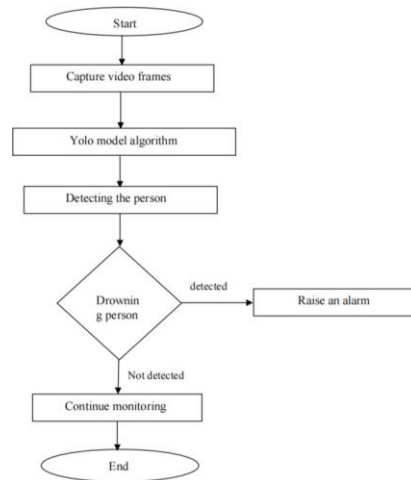 Start
Capture video frames
Yolo model algorithm
Detecting the person
Drownin
g person
detected
Raise an alarm
Not detected
Continue monitoring
End